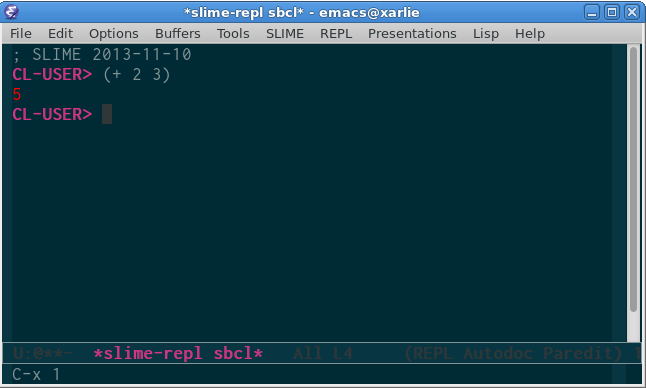 *slime-repl sbcl* - emacs@xarlie
File Edit Options Buffers Tools SLIME REPL Presentations Lisp Help
; SLIME 2013-11-10
CL-USER> (+ 2 3)
5
CL-USER>
U:@**- *slime-repl sbcl* All L4 (REPL Autodoc Paredit)
C-x 1